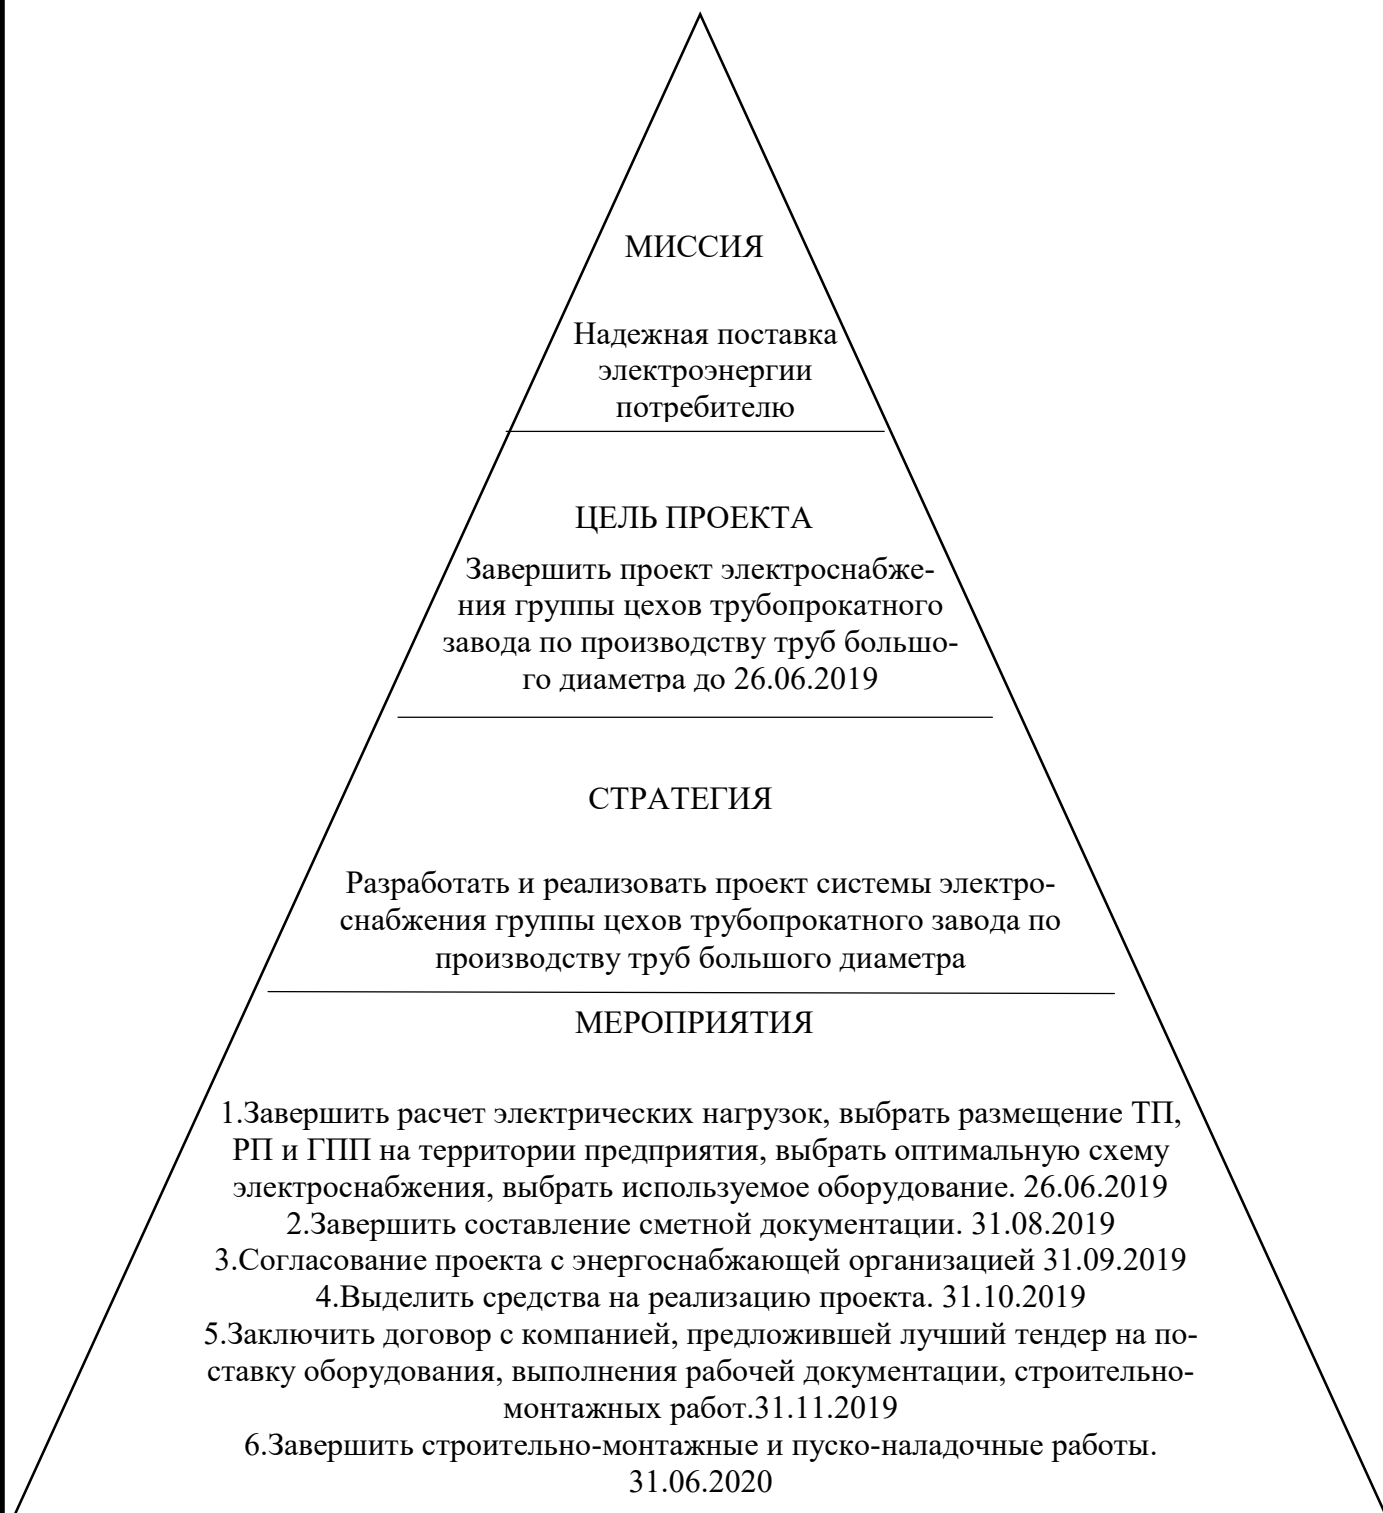 МИССИЯ
Надежная поставка
электроэнергии
потребителю
ЦЕЛЬ ПРОЕКТА
Завершить проект электроснабже-
ния группы цехов трубопрокатного
завода по производству труб большо-
го диаметра до 26.06.2019
СТРАТЕГИЯ
Разработать и реализовать проект системы электро-
снабжения группы цехов трубопрокатного завода по
производству труб большого диаметра
МЕРОПРИЯТИЯ
1.Завершить расчет электрических нагрузок, выбрать размещение ТП,
РП и ГПП на территории предприятия, выбрать оптимальную схему
электроснабжения, выбрать используемое оборудование. 26.06.2019
2.Завершить составление сметной документации. 31.08.2019
3.Согласование проекта с энергоснабжающей организацией 31.09.2019
4.Выделить средства на реализацию проекта. 31.10.2019
5.Заключить договор с компанией, предложившей лучший тендер на по-
ставку оборудования, выполнения рабочей документации, строительно-
монтажных работ.31.11.2019
6.Завершить строительно-монтажные и пуско-наладочные работы.
31.06.2020